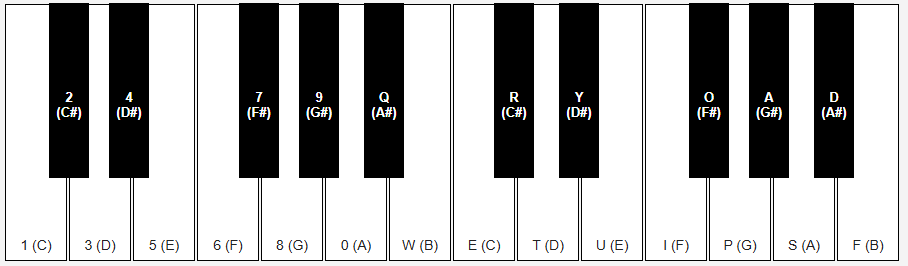 2 4 7 9 Q R Y O A D
(C#) (D#) (F#) (G#) (A#) (C#) (D#) (F#) (G#) (A#)
1 (C) 3 (D) 5 (E) 6 (F) 8 (G) 0 (A) W (B) E (C) T (D) U (E) I (F) P (G) S (A) F (B)